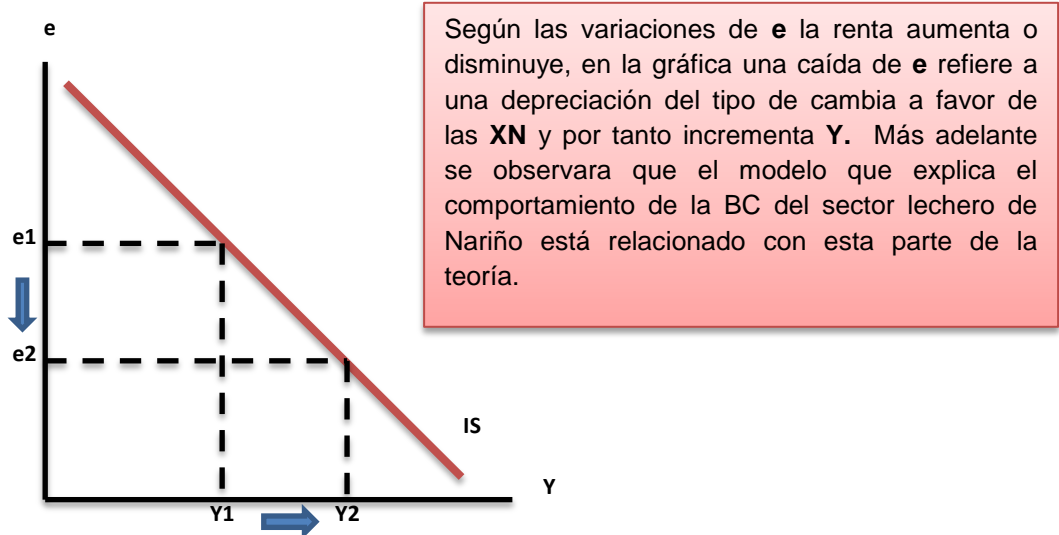 e
Según las variaciones de e la renta aumenta o
disminuye, en la gráfica una caída de e refiere a
una depreciación del tipo de cambia a favor de
las XN y por tanto incrementa Y. Más adelante
se observara que el modelo que explica el
comportamiento de la BC del sector lechero de
Nariño está relacionado con esta parte de la
teoría.
e1
e2
IS
Y
Y1
Y2